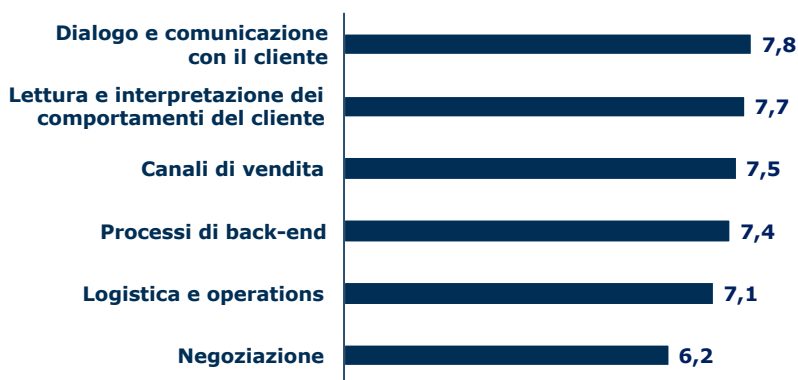 Dialogo e comunicazione
con il cliente
7,8
Lettura e interpretazione dei
comportamenti del cliente
7,7
Canali di vendita
7,5
Processi di back-end
7,4
Logistica e operations
7,1
Negoziazione
6,2